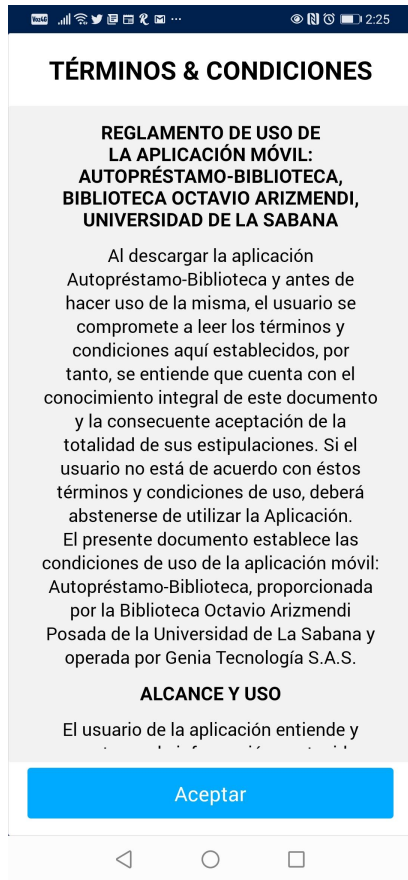 2:25
TÉRMINOS & CONDICIONES
REGLAMENTO DE USO DE
LA APLICACIÓN MÓVIL:
AUTOPRÉSTAMO-BIBLIOTECA,
BIBLIOTECA OCTAVIO ARIZMENDI,
UNIVERSIDAD DE LA SABANA
Al descargar la aplicación
Autopréstamo-Biblioteca y antes de
hacer uso de la misma, el usuario se
compromete a leer los términos y
condiciones aquí establecidos, por
tanto, se entiende que cuenta con el
conocimiento integral de este documento
y la consecuente aceptación de la
totalidad de sus estipulaciones. Si el
usuario no está de acuerdo con éstos
términos y condiciones de uso, deberá
abstenerse de utilizar la Aplicación.
El presente documento establece las
condiciones de uso de la aplicación móvil:
Autopréstamo-Biblioteca, proporcionada
por la Biblioteca Octavio Arizmendi
Posada de la Universidad de La Sabana y
operada por Genia Tecnología S.A.S.
ALCANCE Y USO
El usuario de la aplicación entiende y
Aceptar